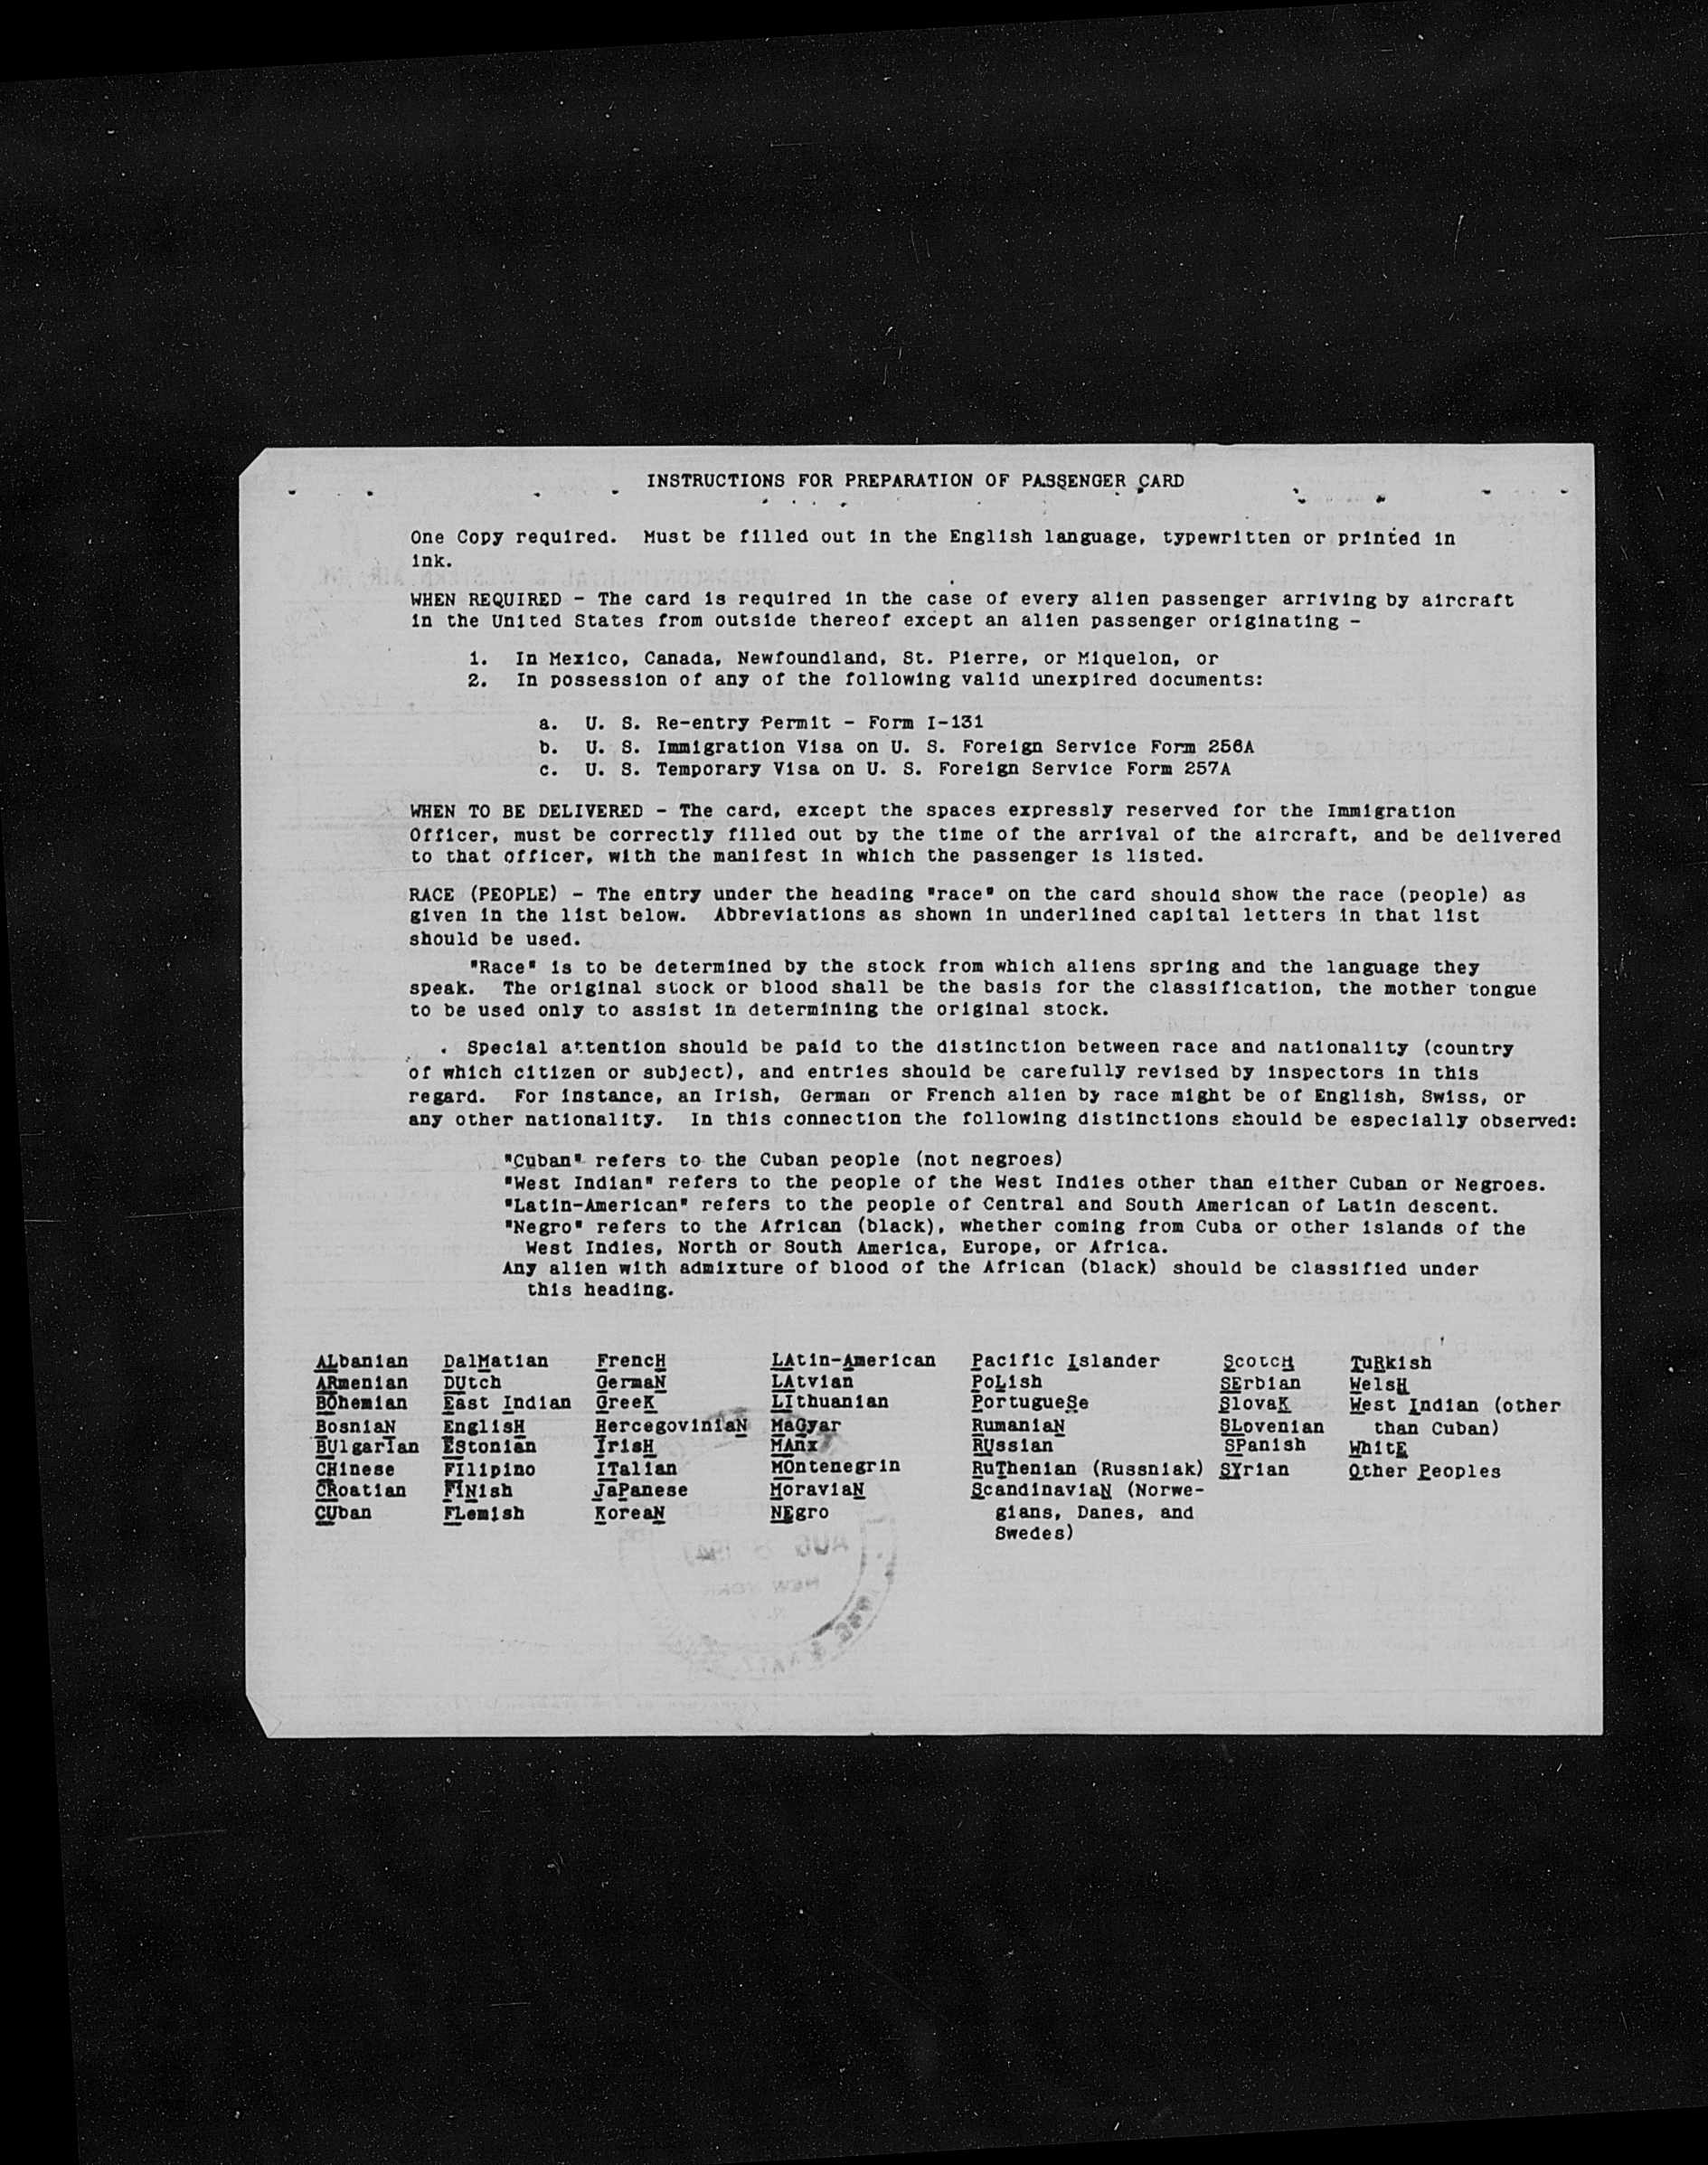 INSTRUCTIONS FOR PREPARATION OF PASSENGER CARD
One Copy required. Must be filled out in the English language, typewritten or printed in
ink.
WHEN REQUIRED - The card is required in the case of every alien passenger arriving by aircraft
in the United States from outside thereof except an alien passenger originating -
1. In Mexico, Canada, Newfoundland, St. Pierre, or Miquelon, or
2. In possession of any of the following valid unexpired documents:
a. U. S. Re-entry Permit - Form I-131
b. U. S. Immigration Visa on U. S. Foreign Service Form 256A
c. U. S. Temporary Visa on U. S. Foreign Service Form 257A
WHEN TO BE DELIVERED - The card, except the spaces expressly reserved for the Immigration
Officer, must be correctly filled out by the time of the arrival of the aircraft, and be delivered
to that officer, with the manifest in which the passenger is listed.
RACE (PEOPLE) - The entry under the heading "race" on the card should show the race (people) as
given in the list below. Abbreviations as shown in underlined capital letters in that list
should be used.
"Race" is to be determined by the stock from which aliens spring and the language they
speak. The original stock or blood shall be the basis for the classification, the mother tongue
to be used only to assist in determining the original stock.
Special attention should be paid to the distinction between race and nationality (country
of which citizen or subject), and entries should be carefully revised by inspectors in this
regard. For instance, an Irish, German or French alien by race might be of English, Swiss, or
any other nationality. In this connection the following distinctions should be especially observed:
"Cuban" refers to the Cuban people (not negroes)
"West Indian" refers to the people of the West Indies other than either Cuban or Negroes.
"Latin-American" refers to the people of Central and South American of Latin descent.
"Negro" refers to the African (black), whether coming from Cuba or other islands of the
West Indies, North or South America, Europe, or Africa.
Any alien with admixture of blood of the African (black) should be classified under
this heading.
ALbanian DalMatian FrencH LAtin-American Pacific Islander ScotcH TuRkish
ARmenian DUtch GermaN LAtvian PoLish SErbian WelsH
BOhemian East Indian GreeK LIthuanian PortugueSe SlovaK West Indian (other
BosniaN EnglisH HercegoviniaN MaGyar RumaniaN SLovenian than Cuban)
BUlgarian EStonian IrisH MAnx RUssian SPanish WhitE
CHinese FIlipino ITalian MOntenegrin RuThenian (Russniak) SYrian Other Peoples
CRoatian FINish JaPanese MoraviaN ScandinaviaN (Norwe-
CUban FLemish KoreaN NEgro gians, Danes, and
Swedes)